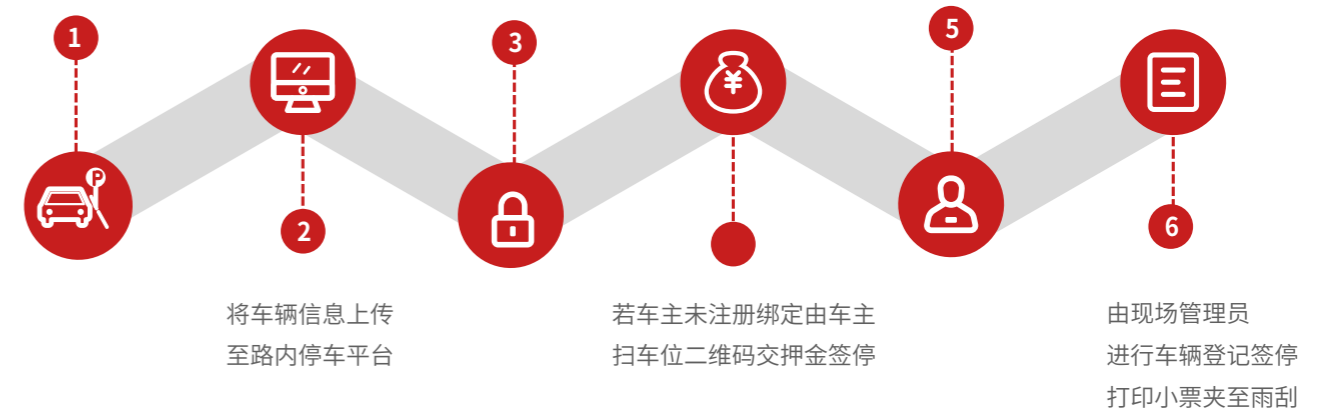 1
3
5
P
¥
2
6
将车辆信息上传
至路内停车平台
若车主未注册绑定由车主
扫车位二维码交押金签停
由现场管理员
进行车辆登记签停
打印小票夹至雨刮